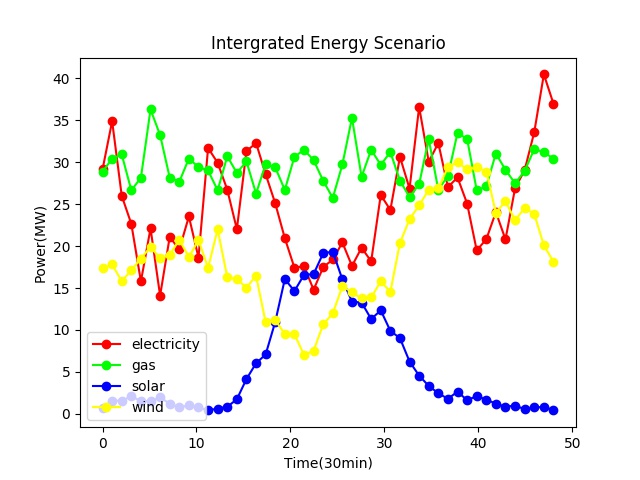 Intergrated Energy Scenario
Power(MW)
40
35
30
25
20
15
10
5
0
electricity
gas
solar
wind
0 10 20 30 40 50
Time(30min)